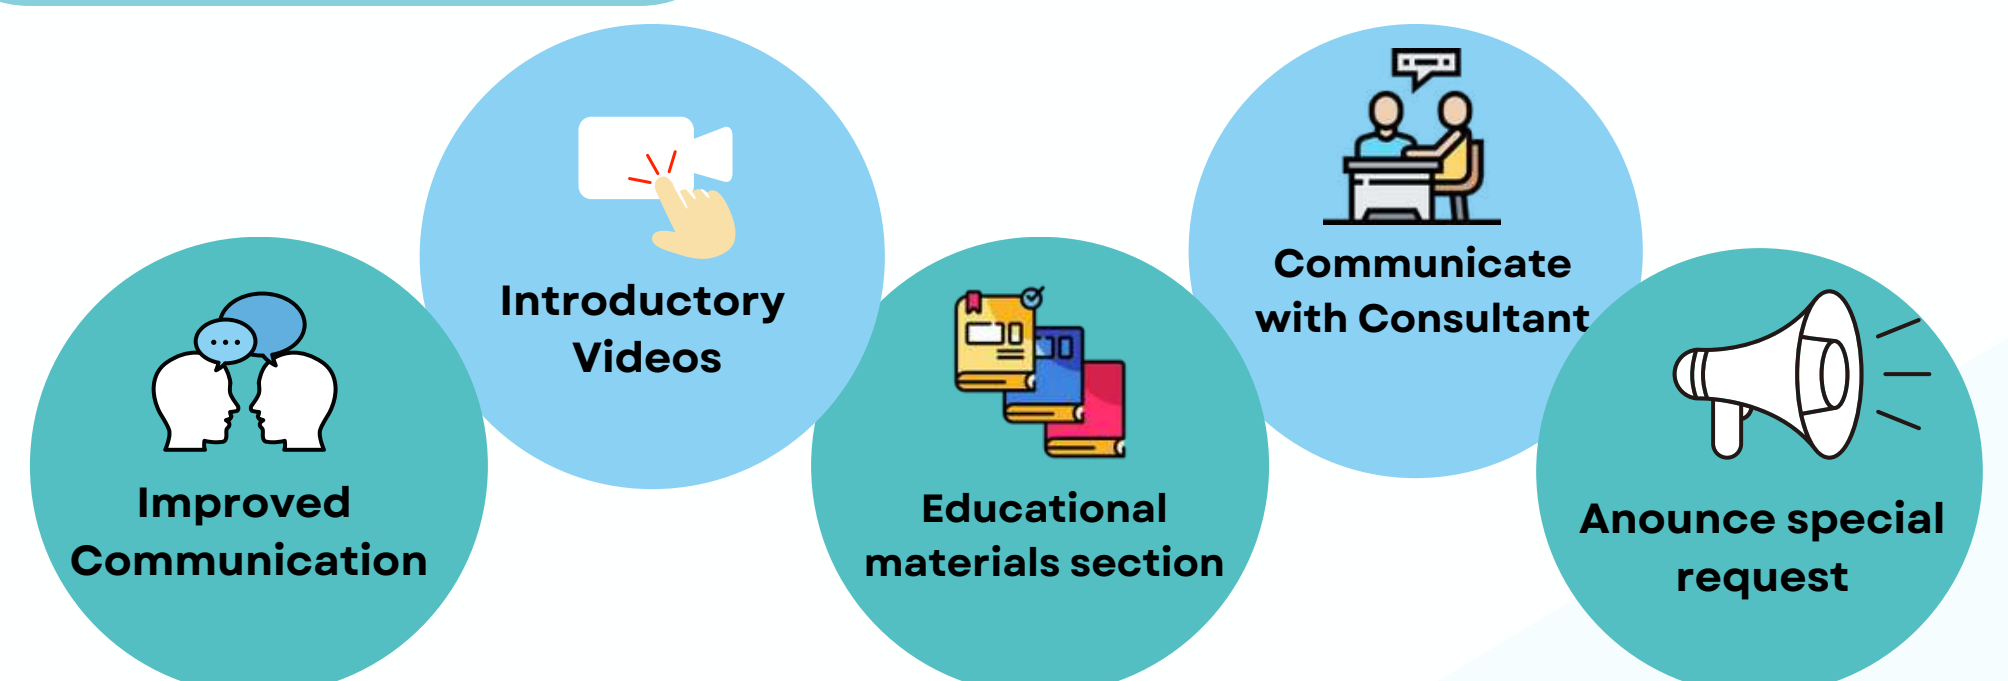 Improved
Communication
Introductory
Videos
Educational
materials section
Communicate
with Consultant
Anounce special
request